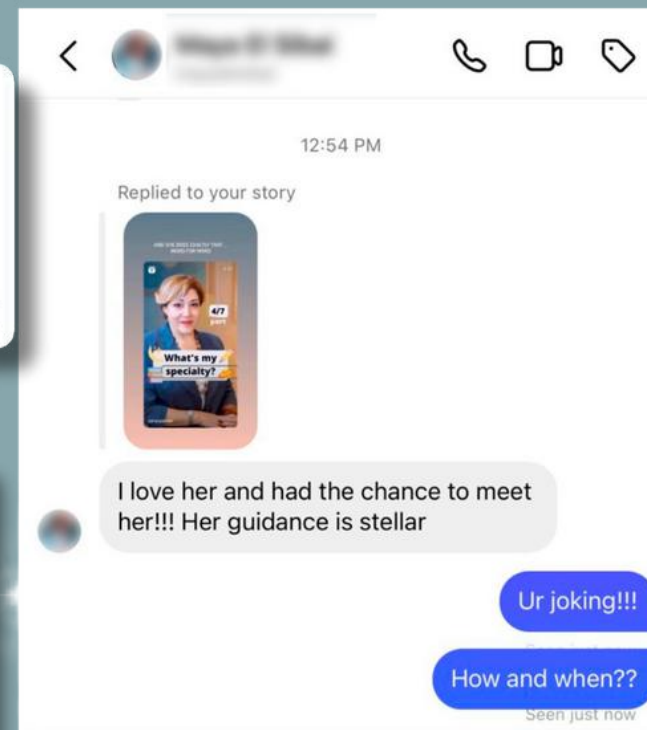 12:54 PM
Replied to your story
4/7
part
What's my
specialty?
I love her and had the chance to meet
her!!! Her guidance is stellar
Ur joking!!!
How and when??
Seen just now